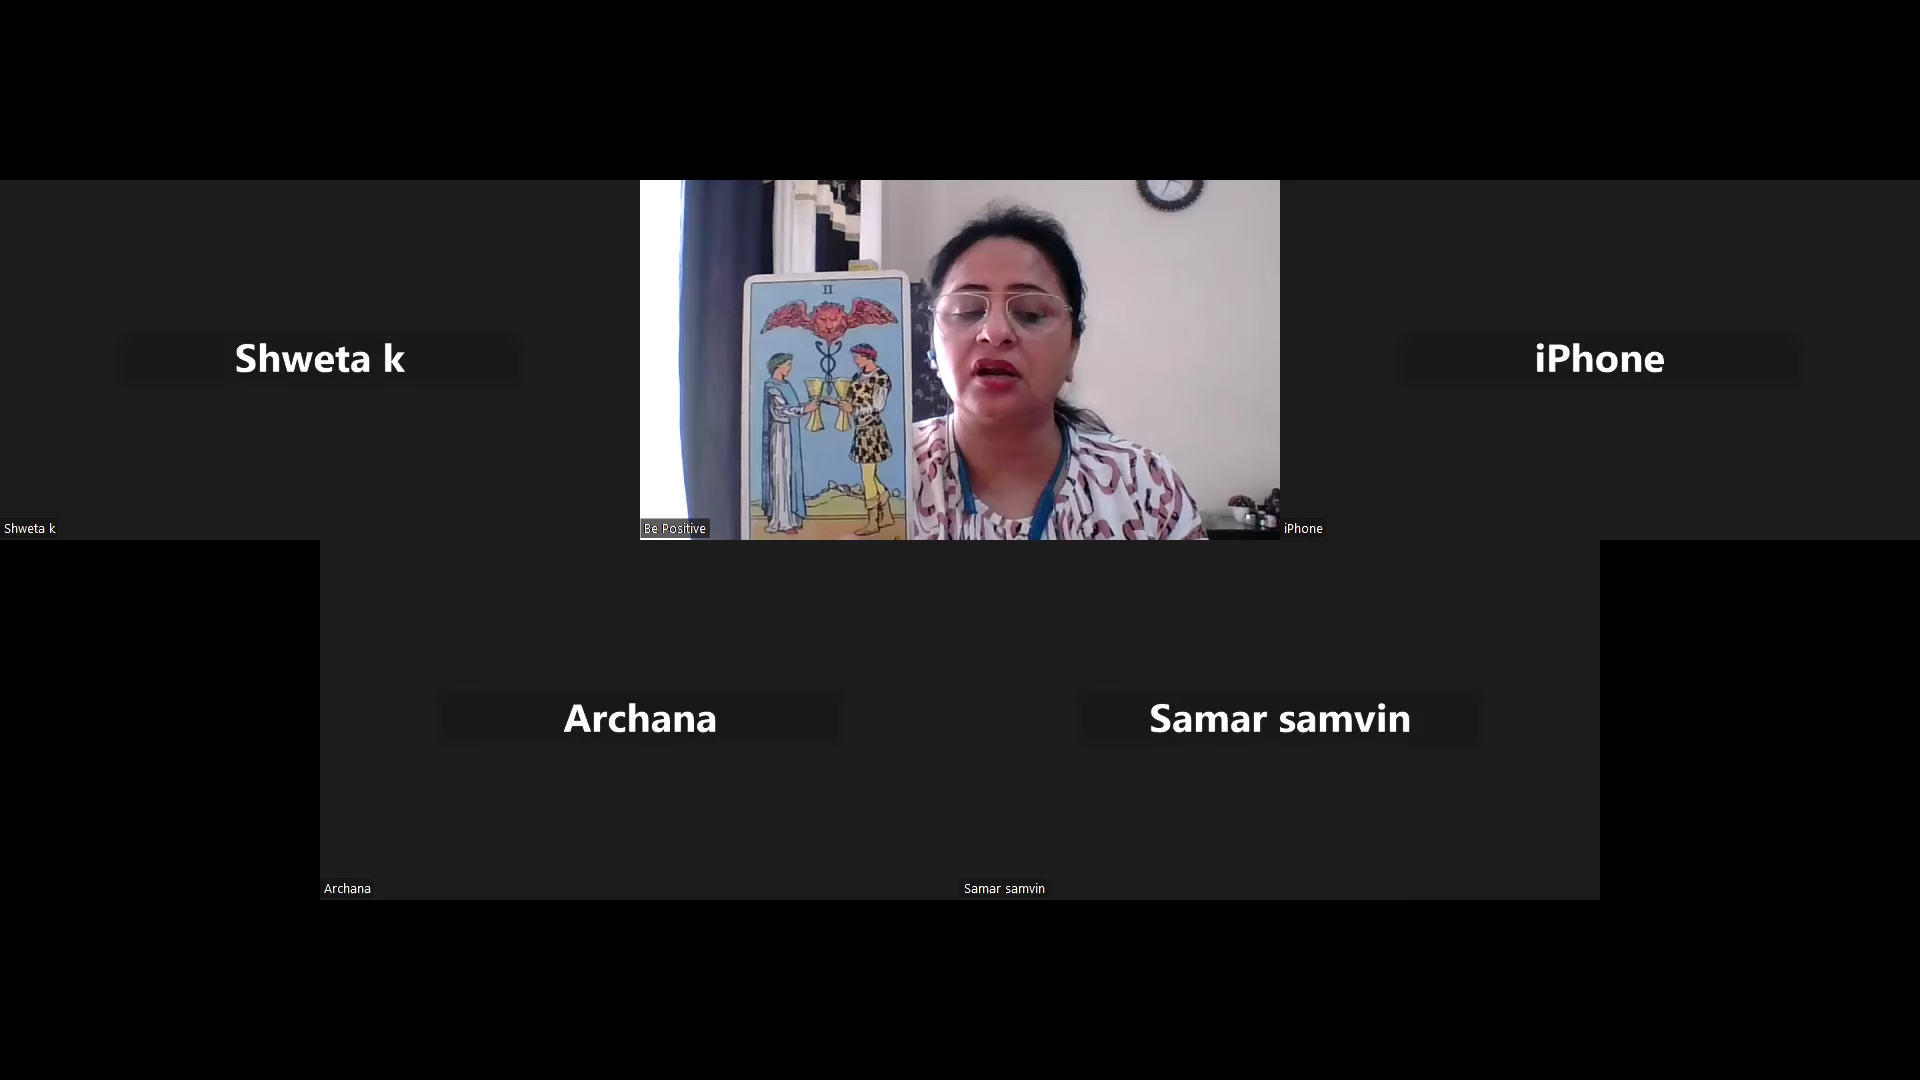 Shweta k
II
iPhone
Shweta k
Be Positive
iPhone
Archana
Samar samvin
Archana
Samar samvin